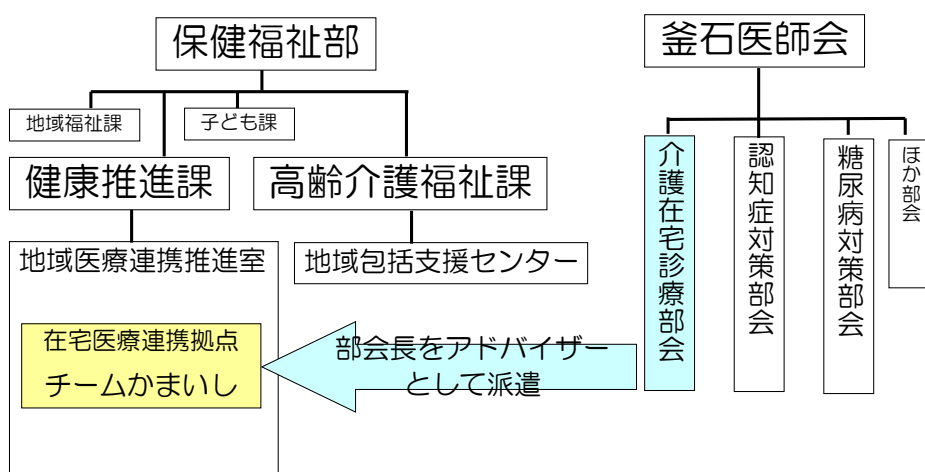 保健福祉部
釜石医師会
地域福祉課
子ども課
健康推進課
高齢介護福祉課
介護在宅診療部会
認知症対策部会
糖尿病対策部会
ほか部会
地域医療連携推進室
地域包括支援センター
在宅医療連携拠点
チームかまいし
部会長をアドバイザー
として派遣